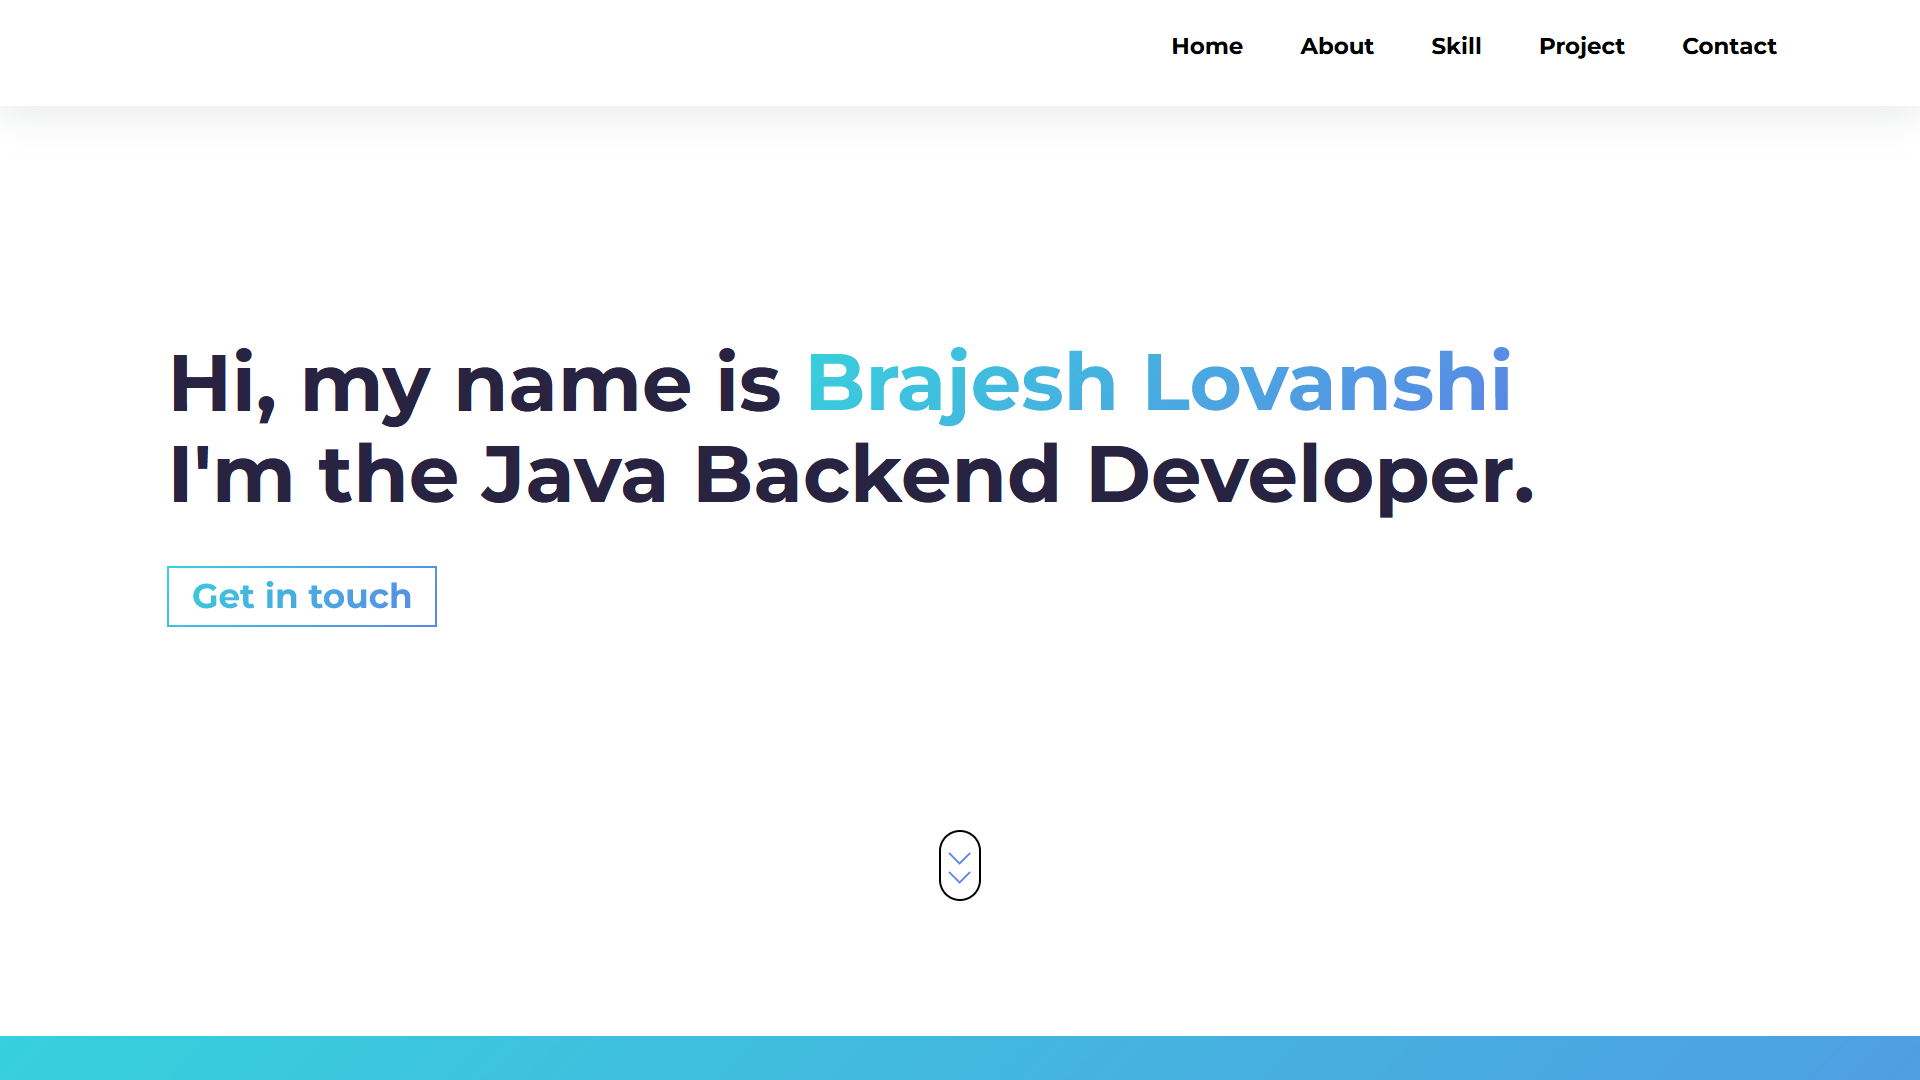 Home About Skill Project Contact
Hi, my name is Brajesh Lovanshi
I'm the Java Backend Developer.
Get in touch